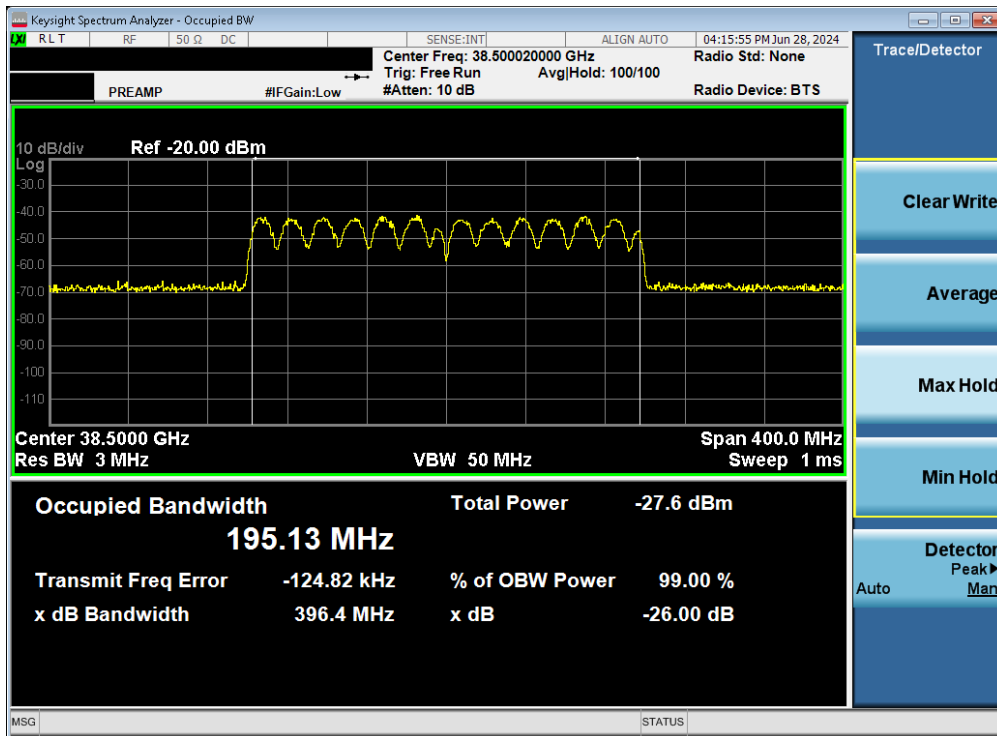 Keysight Spectrum Analyzer - Occupied BW
LXI RLT RF 50 Ω DC SENSE:INT ALIGN AUTO 04:15:55 PM Jun 28, 2024
Center Freq: 38.500020000 GHz Radio Std: None
Trig: Free Run Avg|Hold: 100/100
PREAMP #IFGain:Low #Atten: 10 dB Radio Device: BTS
10 dB/div Ref -20.00 dBm
Log
-30.0
-40.0
-50.0
-60.0
-70.0
-80.0
-90.0
-100
-110
Center 38.5000 GHz Span 400.0 MHz
Res BW 3 MHz VBW 50 MHz Sweep 1 ms
Occupied Bandwidth Total Power -27.6 dBm
195.13 MHz
Transmit Freq Error -124.82 kHz % of OBW Power 99.00 %
x dB Bandwidth 396.4 MHz x dB -26.00 dB
MSG STATUS
Trace/Detector
Clear Write
Average
Max Hold
Min Hold
Detector
Peak▶
Auto Man